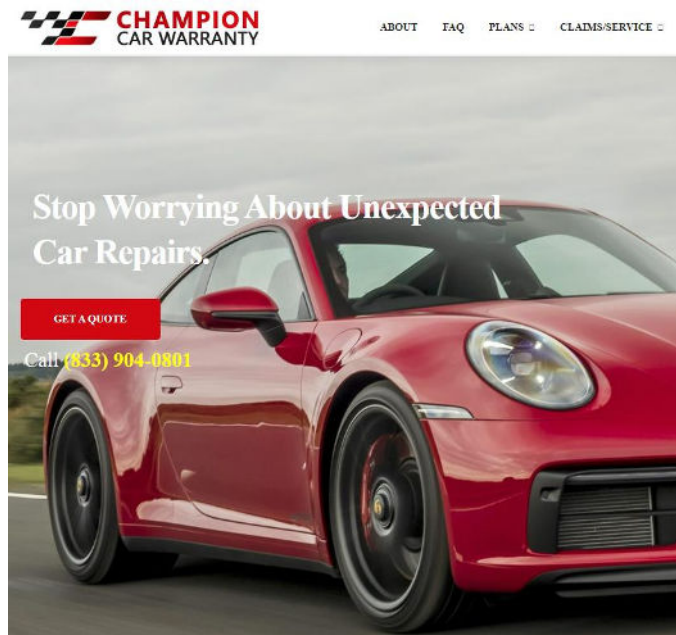 CHAMPION
CAR WARRANTY
ABOUT FAQ PLANS CLAIMS/SERVICE
Stop Worrying About Unexpected
Car Repairs.
GET A QUOTE
Call (833) 904-0801